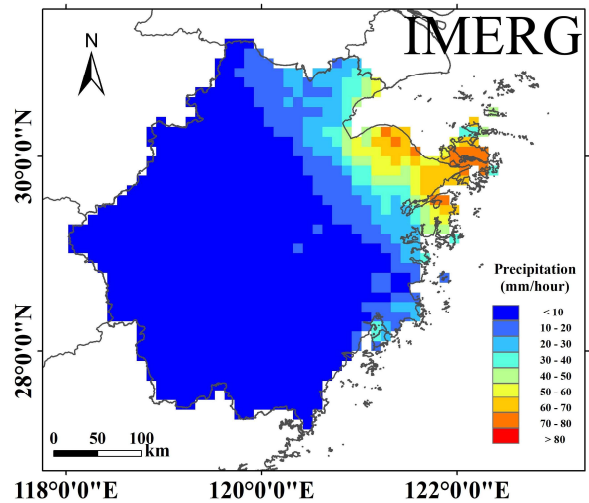 IMERG
N
30°0'0"N
28°0'0"N
Precipitation
(mm/hour)
< 10
10 - 20
20 - 30
30 - 40
40 - 50
50 - 60
60 - 70
70 - 80
> 80
0 50 100
km
118°0'0"E 120°0'0"E 122°0'0"E